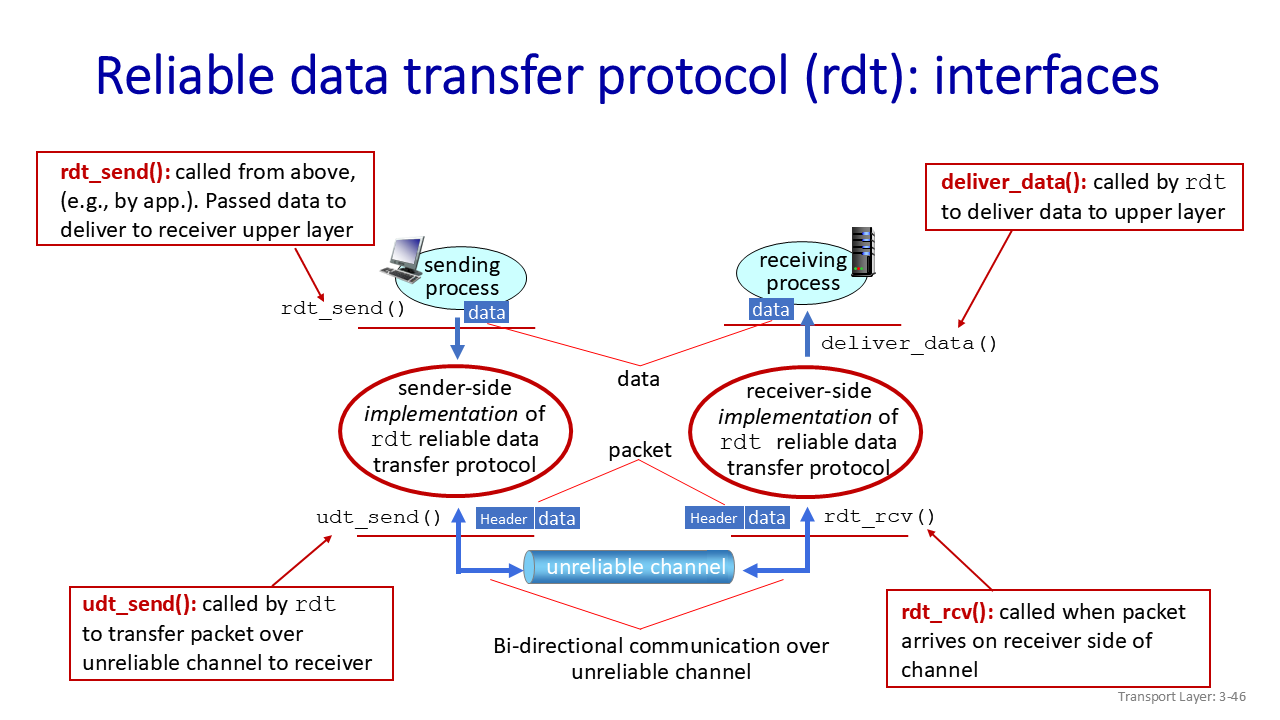 Reliable data transfer protocol (rdt): interfaces
rdt_send(): called from above,
(e.g., by app.). Passed data to
deliver to receiver upper layer
deliver_data(): called by rdt
to deliver data to upper layer
sending
process
receiving
process
rdt_send()
data
data
deliver_data()
data
sender-side
implementation of
rdt reliable data
transfer protocol
receiver-side
implementation of
rdt reliable data
transfer protocol
packet
udt_send()
Header data
Header data
rdt_rcv()
unreliable channel
udt_send(): called by rdt
to transfer packet over
unreliable channel to receiver
Bi-directional communication over
unreliable channel
rdt_rcv(): called when packet
arrives on receiver side of
channel
Transport Layer: 3-46